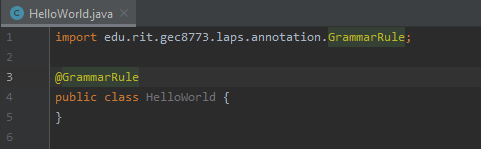 HelloWorld.java
1 import edu.rit.gec8773.laps.annotation.GrammarRule;
2
3 @GrammarRule
4 public class HelloWorld {
5 }
6